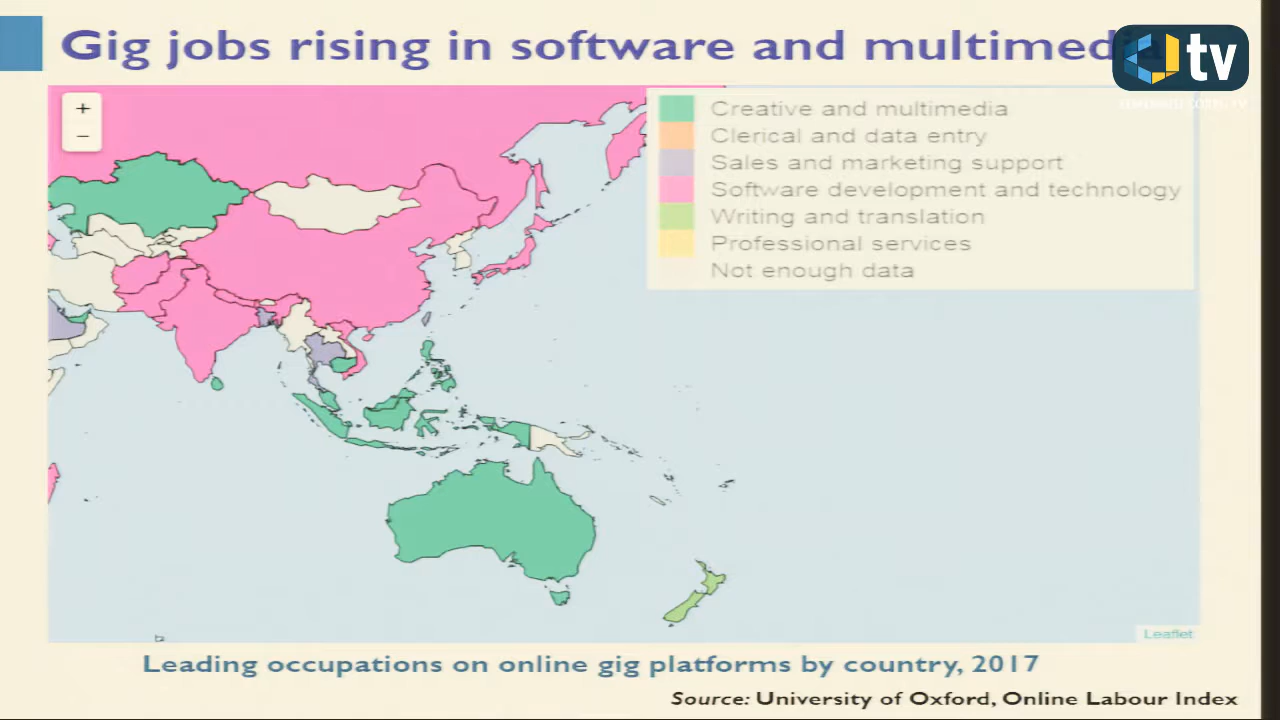 Gig jobs rising in software and multimedia
tv
+
−
Creative and multimedia
Clerical and data entry
Sales and marketing support
Software development and technology
Writing and translation
Professional services
Not enough data
Leaflet
Leading occupations on online gig platforms by country, 2017
Source: University of Oxford, Online Labour Index